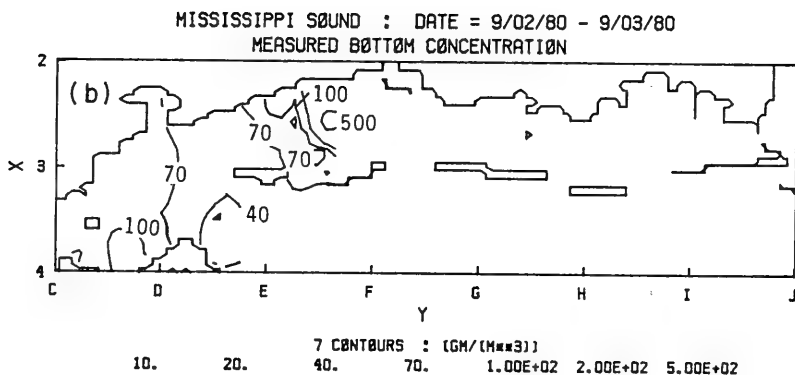 MISSISSIPPI SØUND : DATE = 9/02/80 - 9/03/80
MEASURED BØTTØM CØNCENTRATIØN
2
(b)
100
C500
70
70
X
3
70
40
100
4
C D E F G H I J
Y
7 CØNTØURS : [GM/(M**3)]
10. 20. 40. 70. 1.00E+02 2.00E+02 5.00E+02